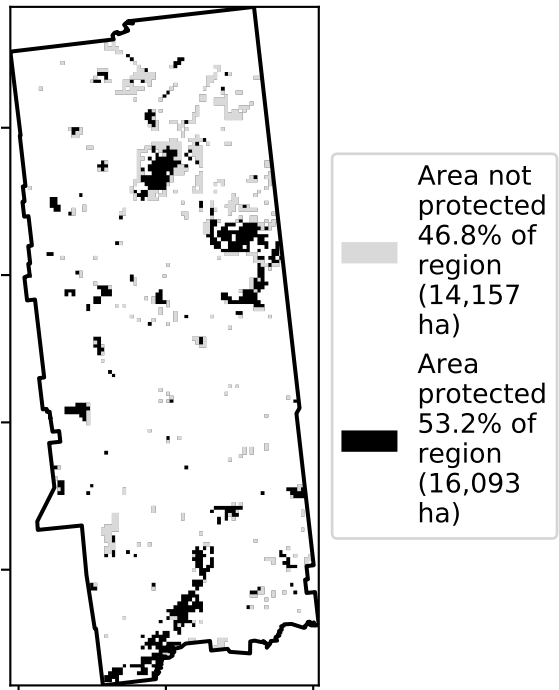 Area not
protected
46.8% of
region
(14,157
ha)
Area
protected
53.2% of
region
(16,093
ha)